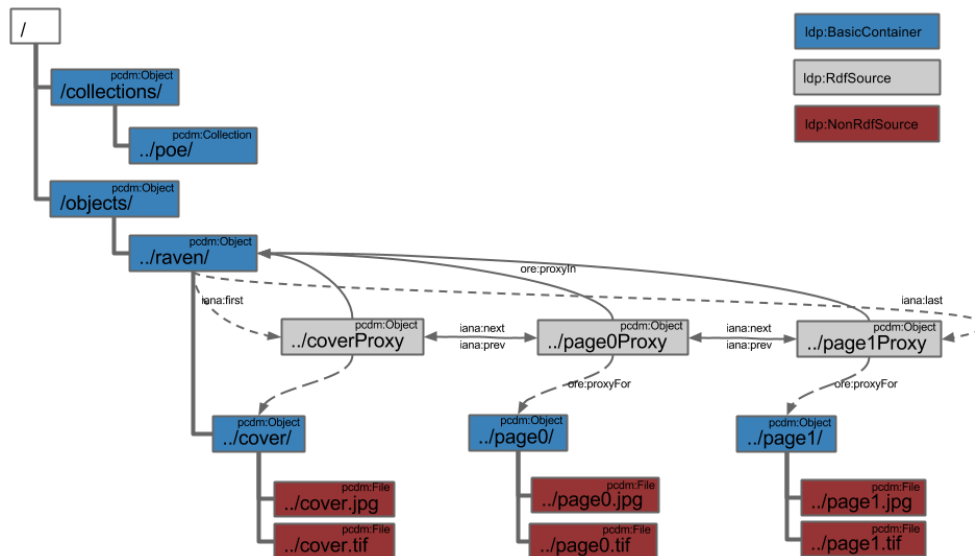 /
ldp:BasicContainer
pcdm:Object
/collections/
ldp:RdfSource
pcdm:Collection
../poe/
ldp:NonRdfSource
pcdm:Object
/objects/
pcdm:Object
../raven/
ore:proxyIn
iana:first
iana:last
pcdm:Object
../coverProxy
iana:next
iana:prev
pcdm:Object
../page0Proxy
iana:next
iana:prev
pcdm:Object
../page1Proxy
ore:proxyFor
ore:proxyFor
pcdm:Object
../cover/
pcdm:Object
../page0/
pcdm:Object
../page1/
pcdm:File
../cover.jpg
pcdm:File
../page0.jpg
pcdm:File
../page1.jpg
pcdm:File
../cover.tif
pcdm:File
../page0.tif
pcdm:File
../page1.tif